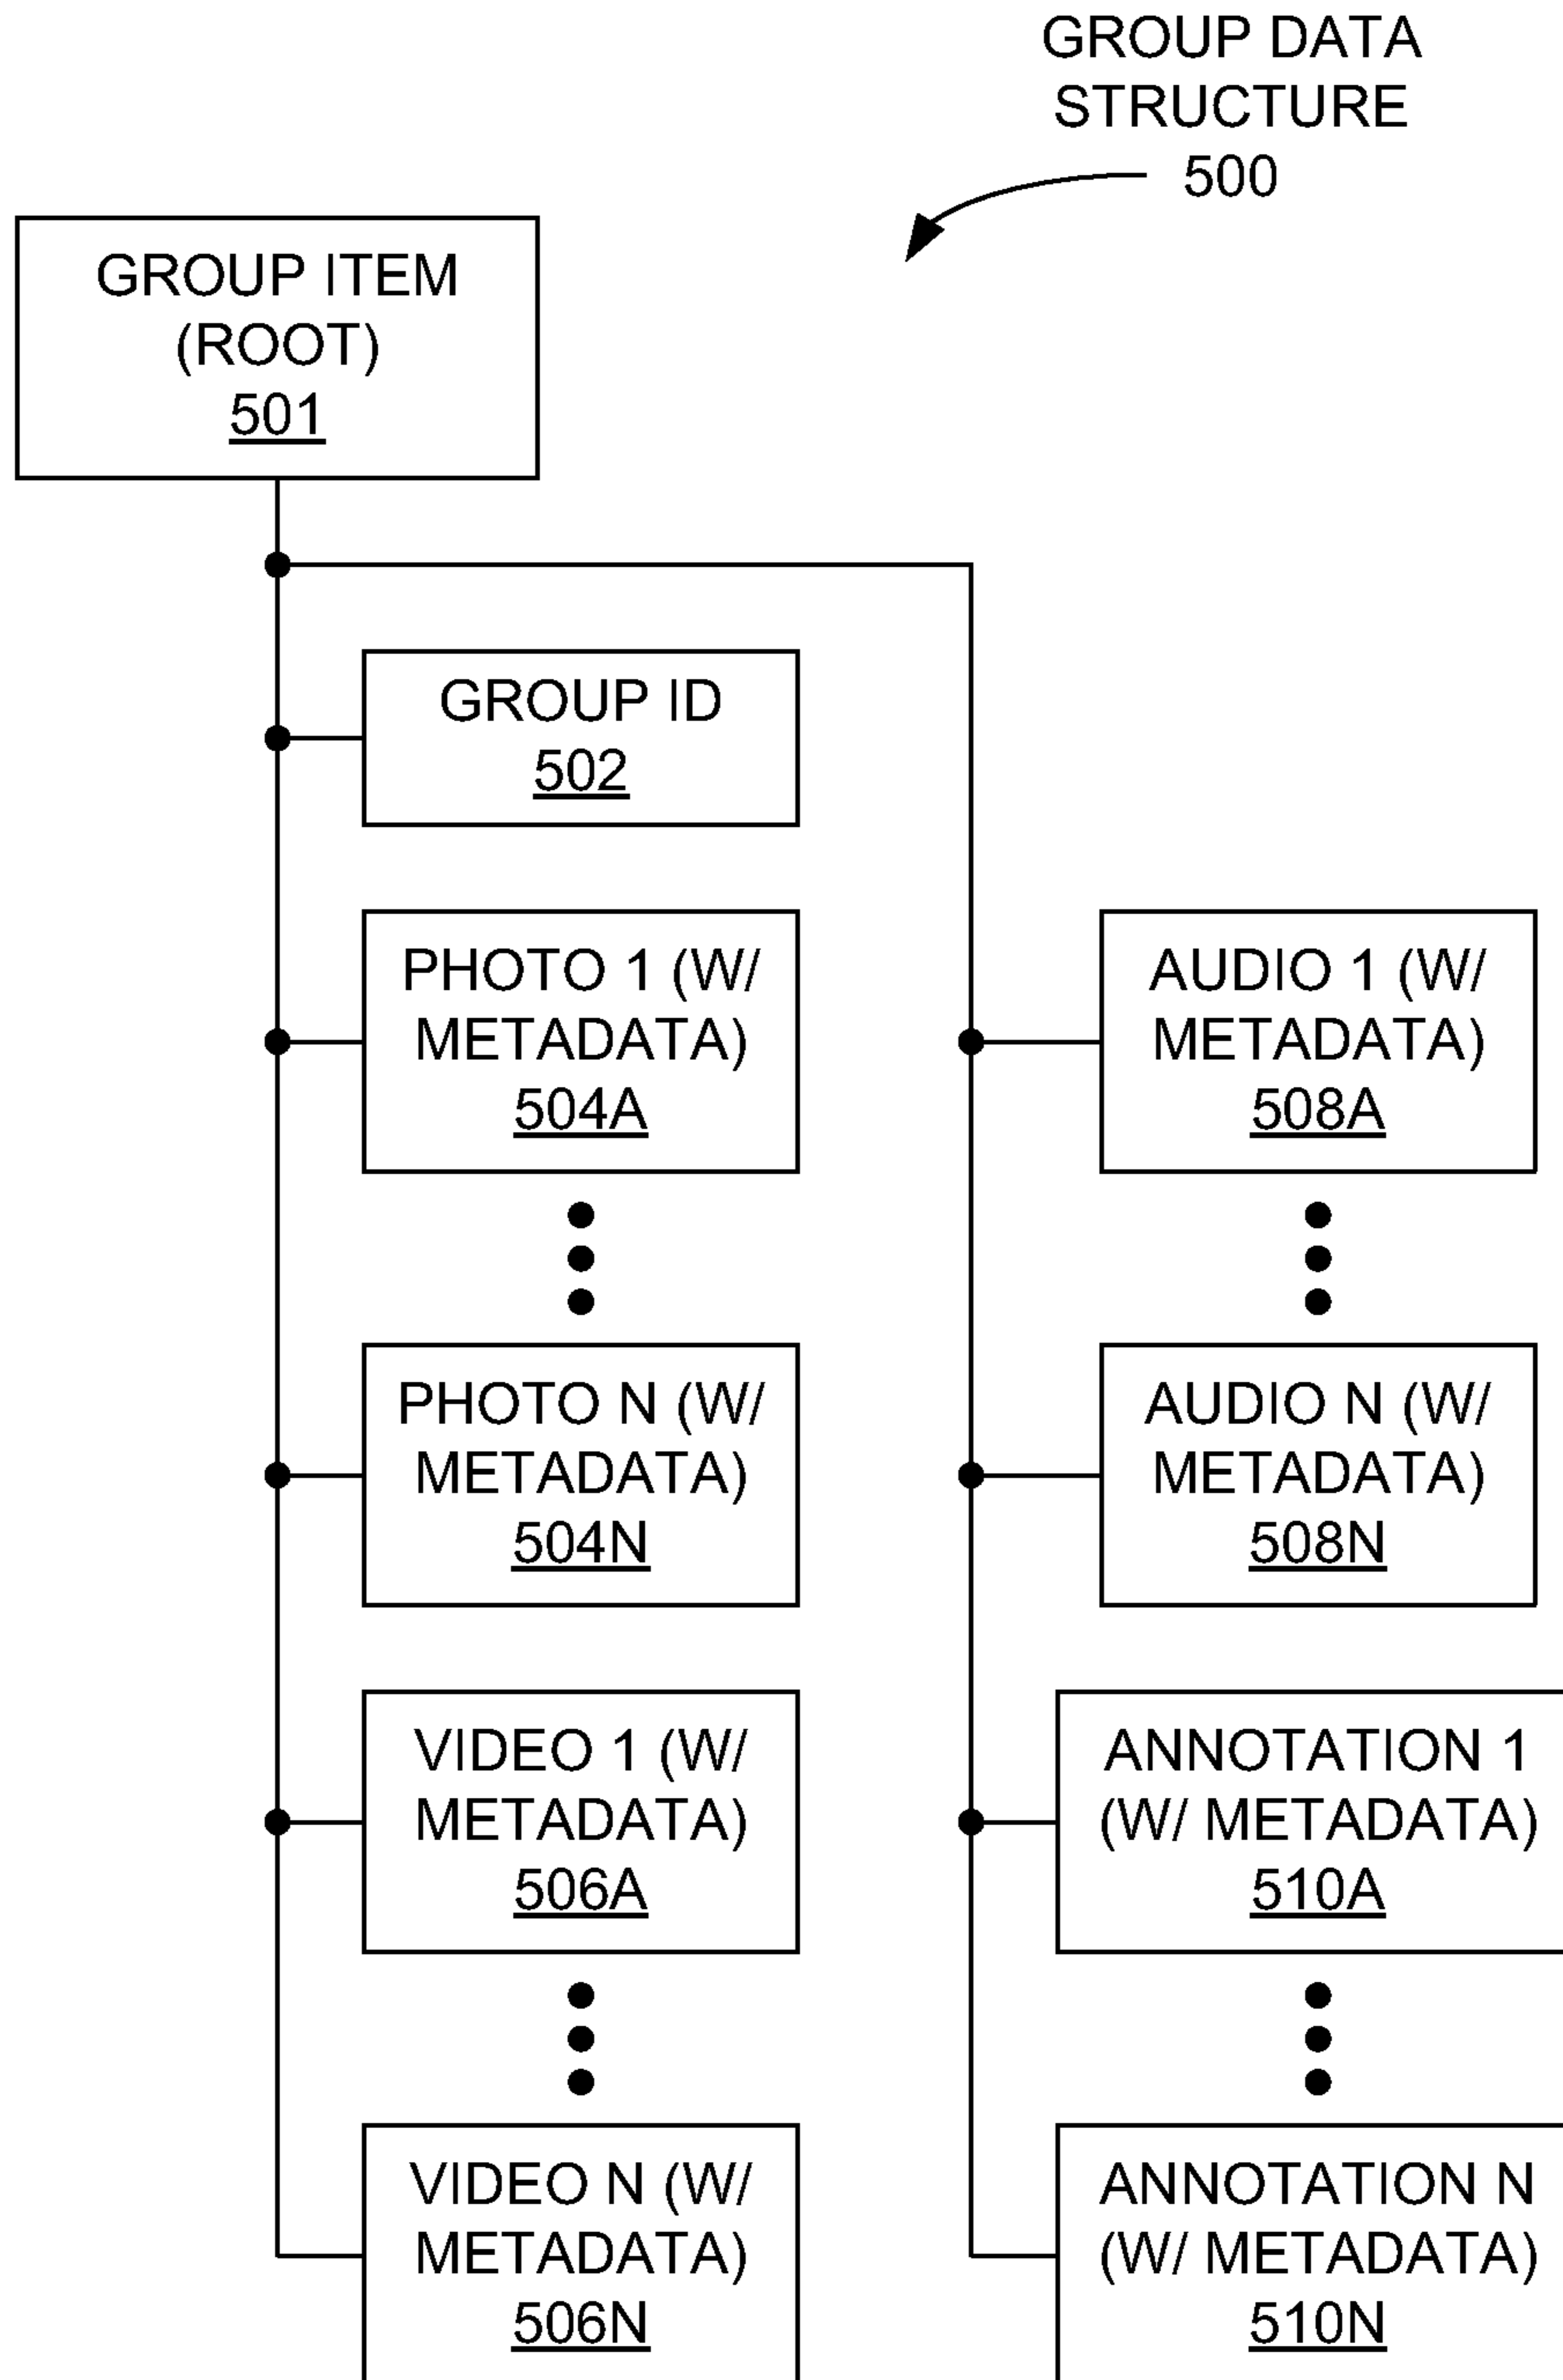 GROUP DATA
STRUCTURE
500
GROUP ITEM
(ROOT)
501
GROUP ID
502
PHOTO 1 (W/
METADATA)
504A
PHOTO N (W/
METADATA)
504N
VIDEO 1 (W/
METADATA)
506A
VIDEO N (W/
METADATA)
506N
AUDIO 1 (W/
METADATA)
508A
AUDIO N (W/
METADATA)
508N
ANNOTATION 1
(W/ METADATA)
510A
ANNOTATION N
(W/ METADATA)
510N